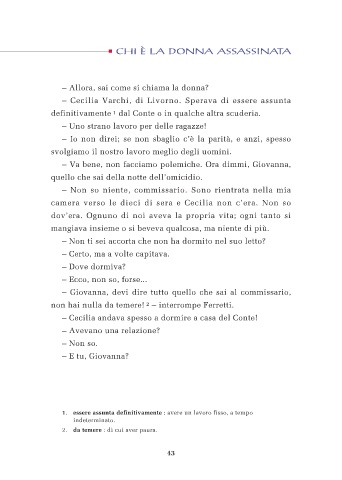 CHI È LA DONNA ASSASSINATA
– Allora, sai come si chiama la donna?
– Cecilia Varchi, di Livorno. Sperava di essere assunta
definitivamente ¹ dal Conte o in qualche altra scuderia.
– Uno strano lavoro per delle ragazze!
– Io non direi; se non sbaglio c'è la parità, e anzi, spesso
svolgiamo il nostro lavoro meglio degli uomini.
– Va bene, non facciamo polemiche. Ora dimmi, Giovanna,
quello che sai della notte dell'omicidio.
– Non so niente, commissario. Sono rientrata nella mia
camera verso le dieci di sera e Cecilia non c'era. Non so
dov'era. Ognuno di noi aveva la propria vita; ogni tanto si
mangiava insieme o si beveva qualcosa, ma niente di più.
– Non ti sei accorta che non ha dormito nel suo letto?
– Certo, ma a volte capitava.
– Dove dormiva?
– Ecco, non so, forse...
– Giovanna, devi dire tutto quello che sai al commissario,
non hai nulla da temere! ² – interruppe Ferretti.
– Cecilia andava spesso a dormire a casa del Conte!
– Avevano una relazione?
– Non so.
– E tu, Giovanna?
1. essere assunta definitivamente : avere un lavoro fisso, a tempo
indeterminato.
2. da temere : di cui aver paura.
43